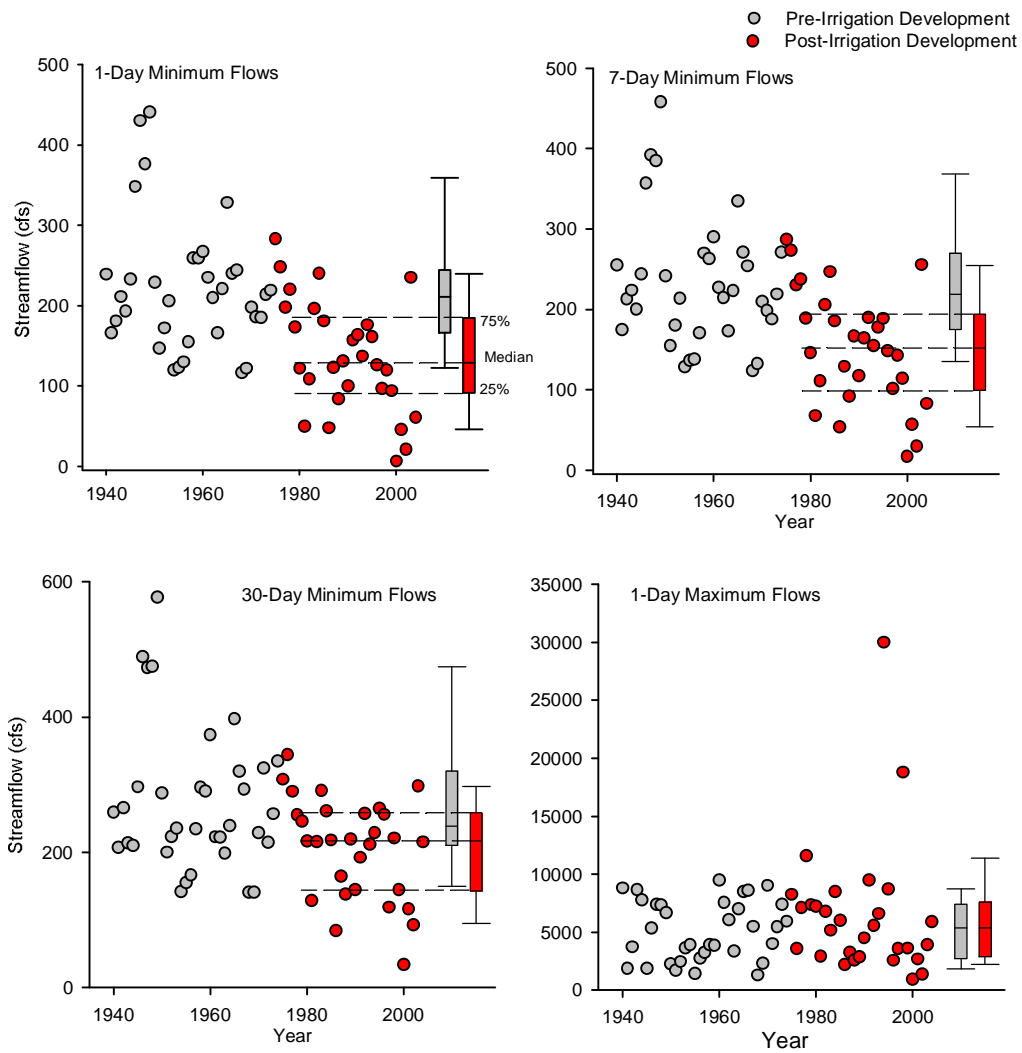 Pre-Irrigation Development
Post-Irrigation Development
1-Day Minimum Flows
Streamflow (cfs)
500
400
300
200
100
0
75%
Median
25%
1940 1960 1980 2000
7-Day Minimum Flows
500
400
300
200
100
0
1940 1960 1980 2000
Year
30-Day Minimum Flows
Streamflow (cfs)
600
400
200
0
1940 1960 1980 2000
Year
1-Day Maximum Flows
35000
30000
25000
20000
15000
10000
5000
0
1940 1960 1980 2000
Year